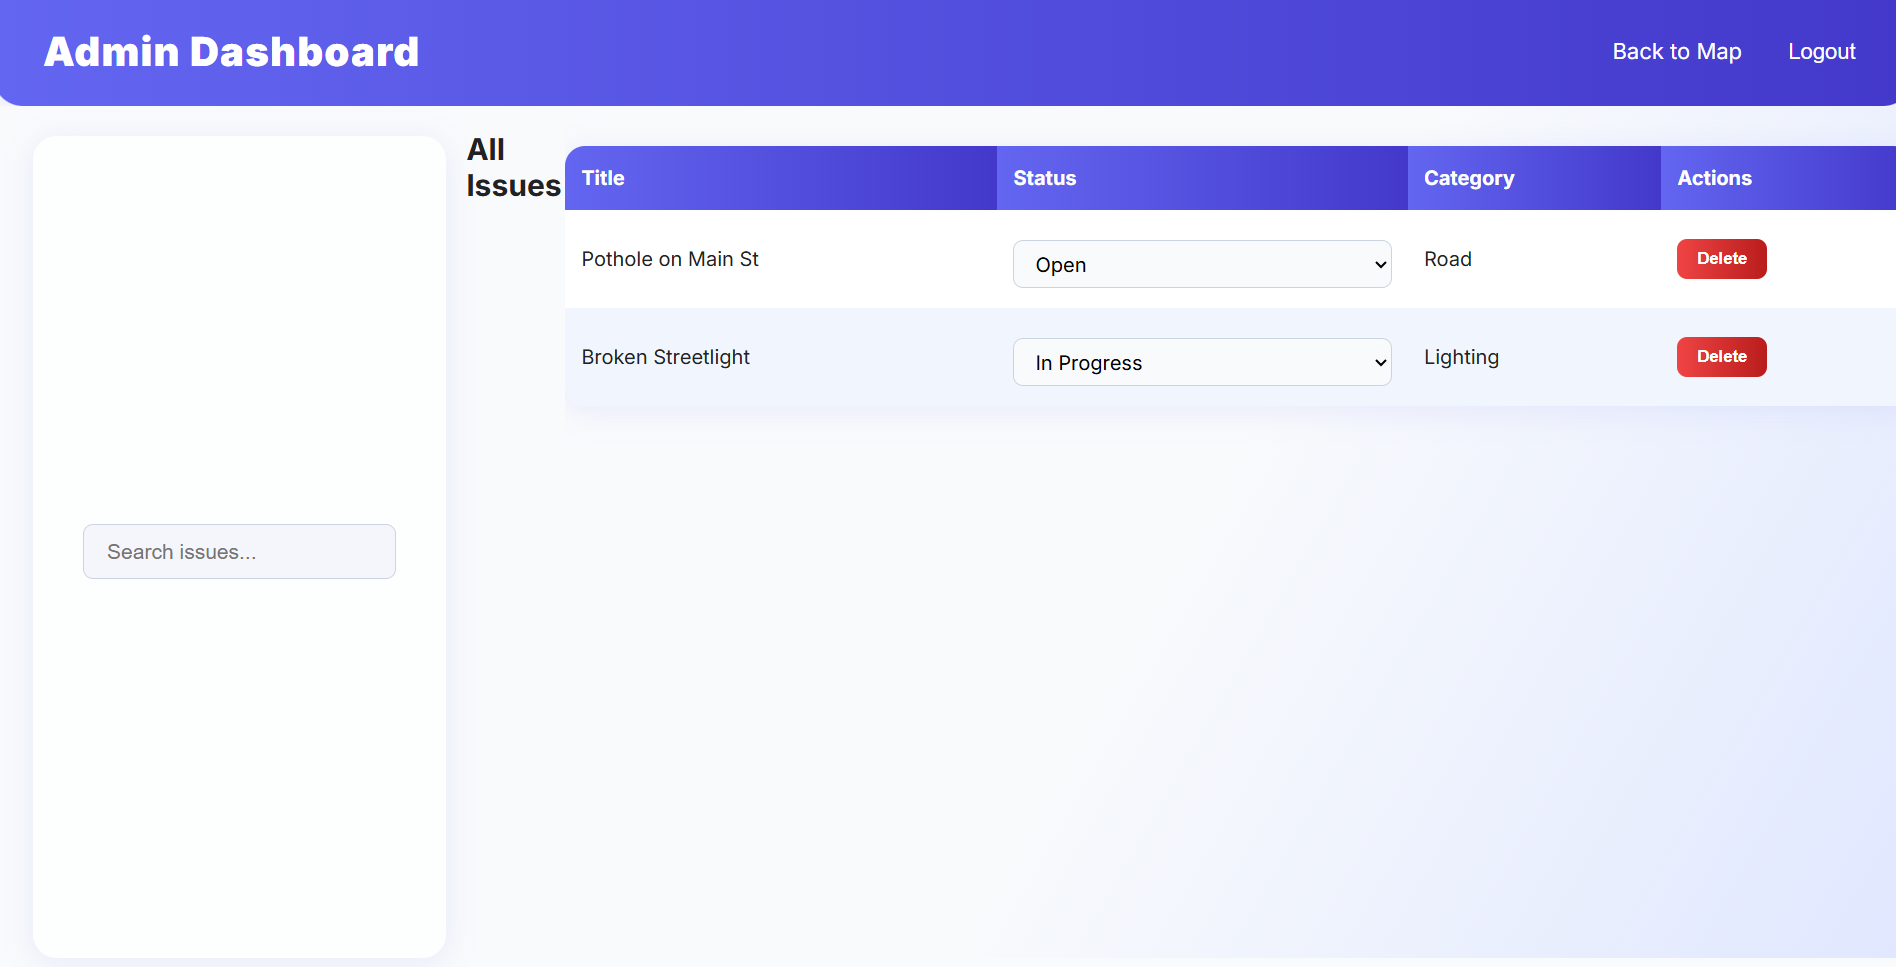 Admin Dashboard
Back to Map
Logout
Search issues...
All
Issues
Title Status Category Actions
Pothole on Main St Open Road Delete
Broken Streetlight In Progress Lighting Delete